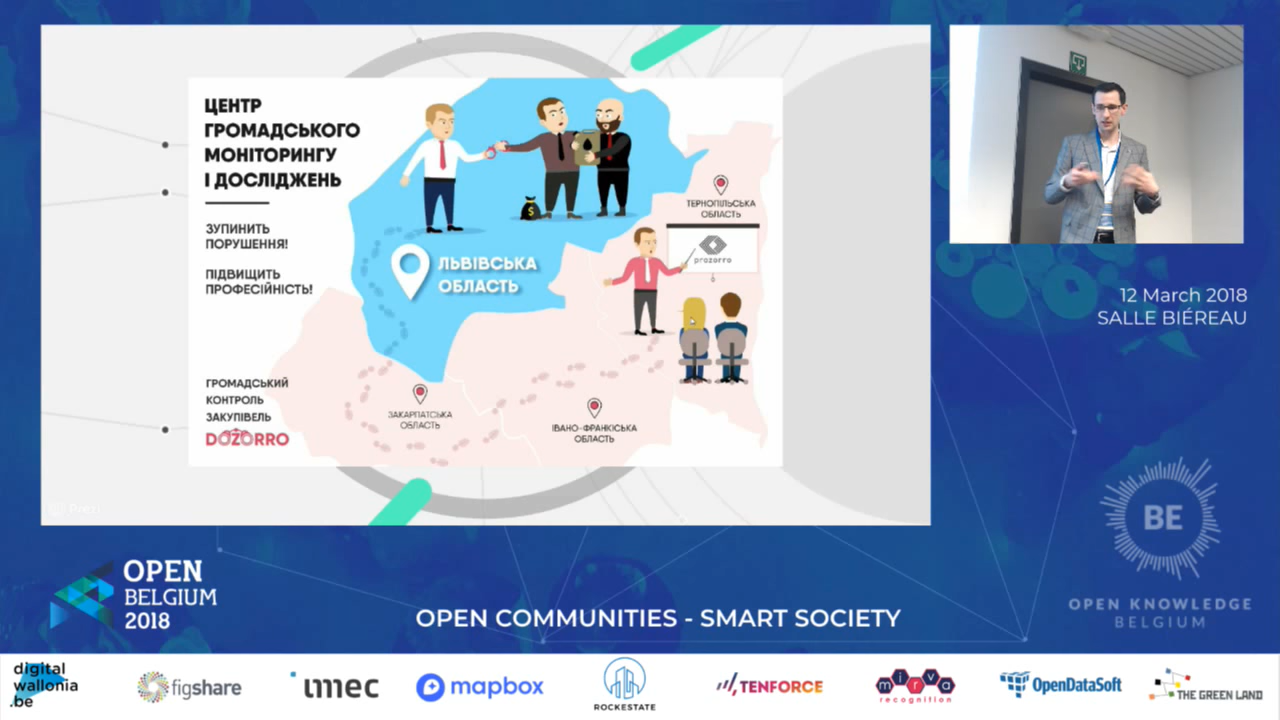 ЦЕНТР
ГРОМАДСЬКОГО
МОНІТОРИНГУ
І ДОСЛІДЖЕНЬ
ЗУПИНИТЬ
ПОРУШЕННЯ!
ПІДВИЩИТЬ
ПРОФЕСІЙНІСТЬ!
ГРОМАДСЬКИЙ
КОНТРОЛЬ
ЗАКУПІВЕЛЬ
DOZORRO
$
ЛЬВІВСЬКА
ОБЛАСТЬ
ТЕРНОПІЛЬСЬКА
ОБЛАСТЬ
prozorro
ЗАКАРПАТСЬКА
ОБЛАСТЬ
ІВАНО-ФРАНКІСЬКА
ОБЛАСТЬ
Prezi
12 March 2018
SALLE BIÉREAU
BE
OPEN KNOWLEDGE
BELGIUM
OPEN
BELGIUM
2018
OPEN COMMUNITIES - SMART SOCIETY
digital
wallonia
.be
figshare
imec
mapbox
ROCKESTATE
TENFORCE
mirva
recognition
OpenDataSoft
THE GREEN LAND